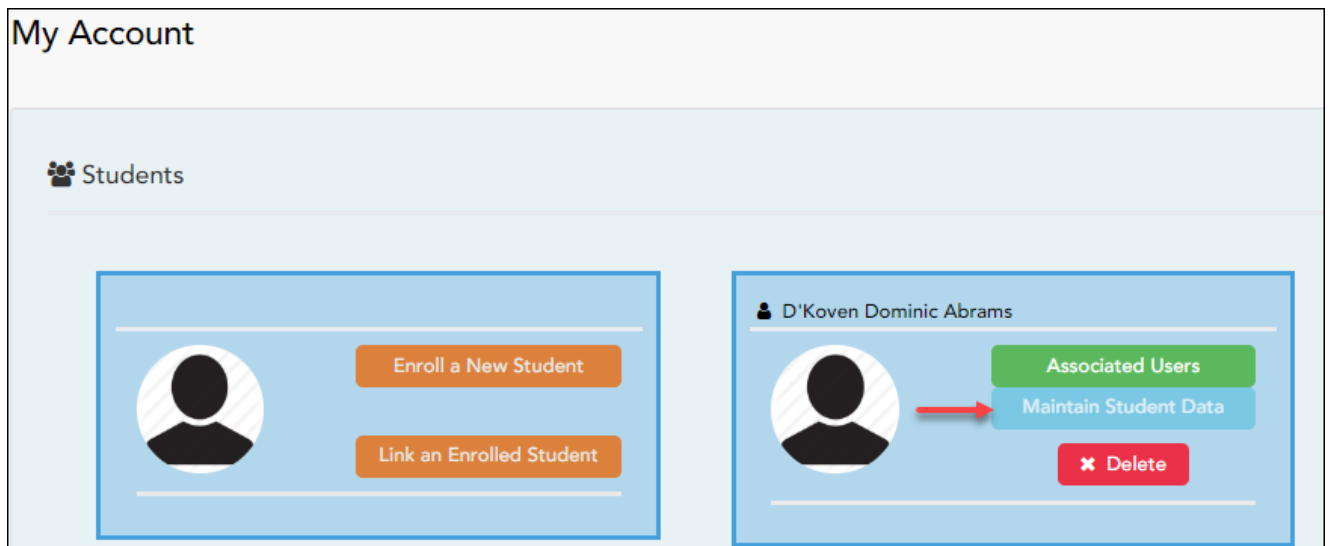 My Account
Students
Enroll a New Student
Link an Enrolled Student
D'Koven Dominic Abrams
Associated Users
Maintain Student Data
Delete